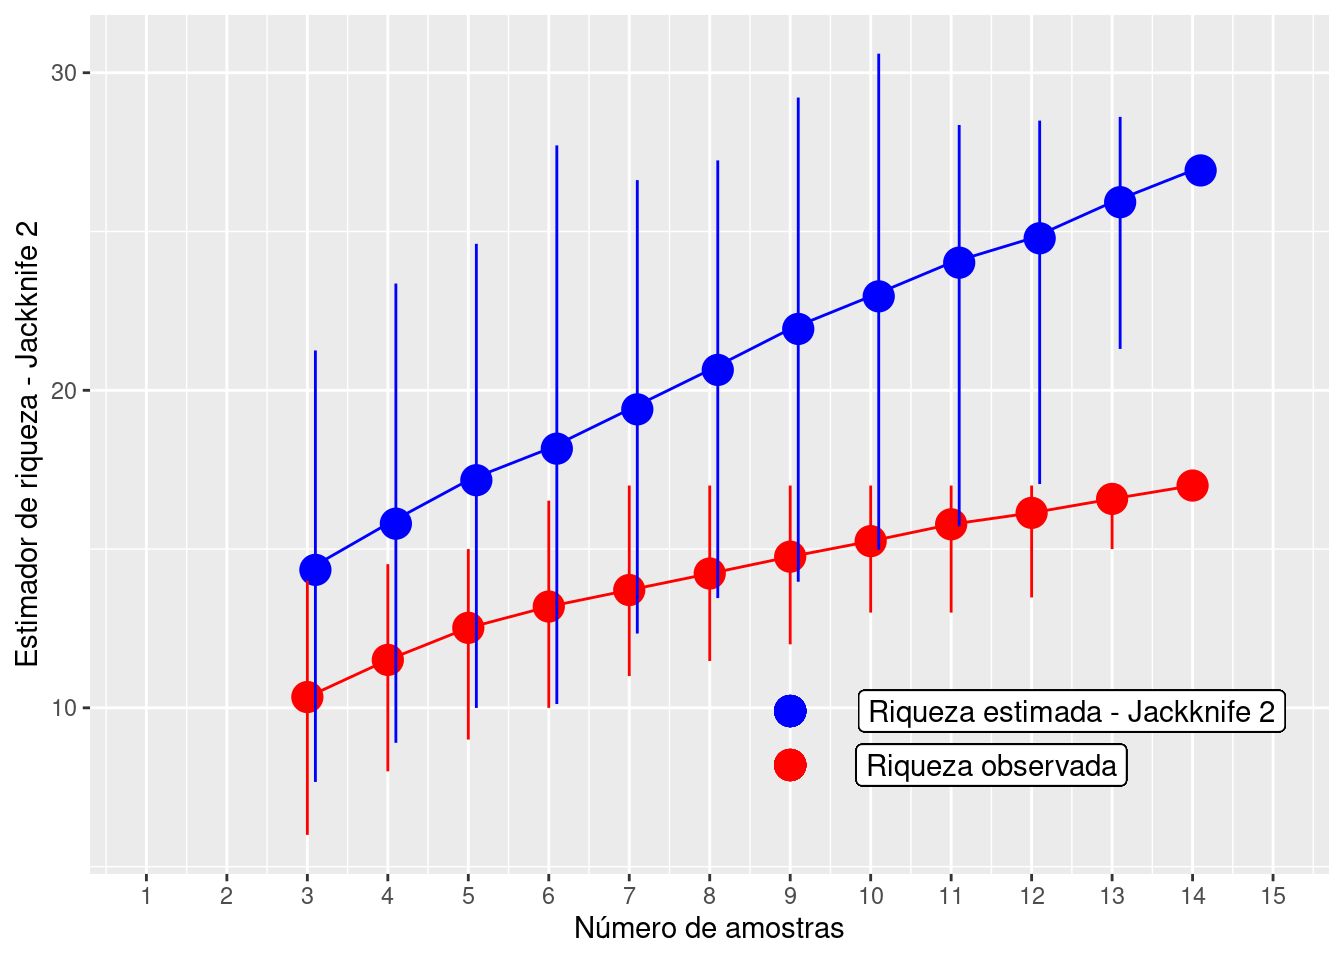 Estimador de riqueza - Jackknife 2
30
20
10
Riqueza estimada - Jackknife 2
Riqueza observada
1 2 3 4 5 6 7 8 9 10 11 12 13 14 15
Número de amostras